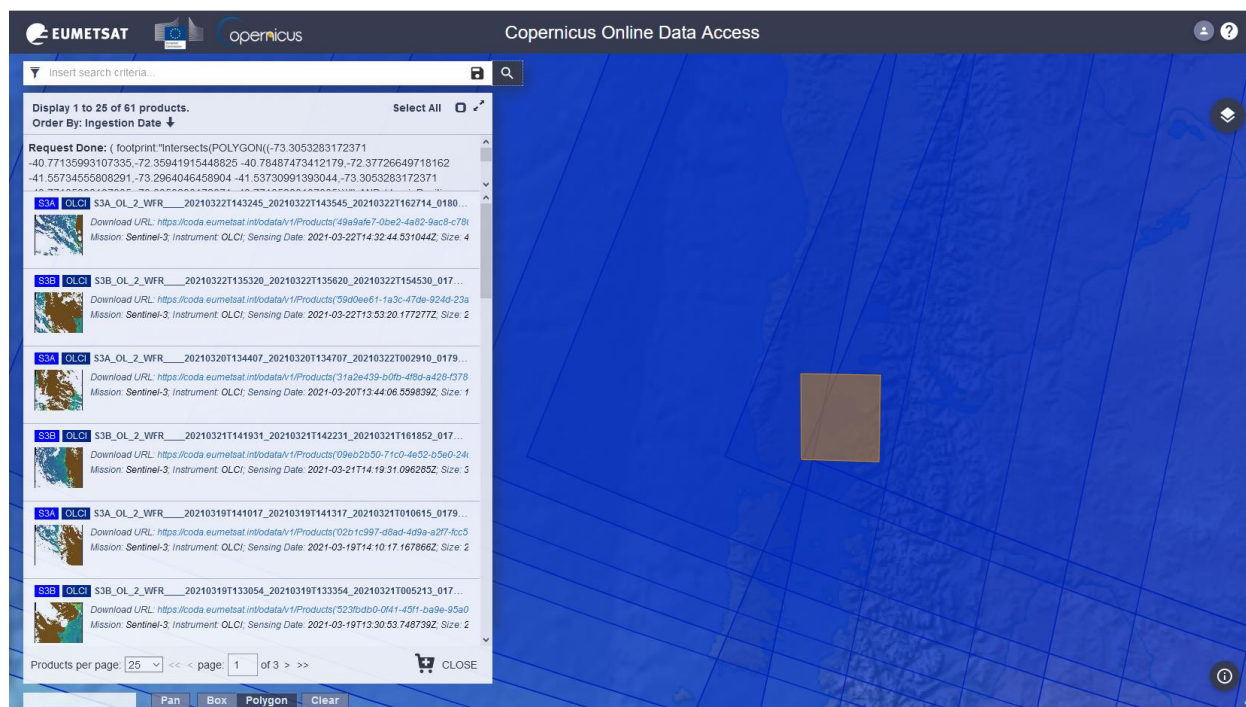 EUMETSAT
opernicus
Copernicus Online Data Access
Insert search criteria...
Display 1 to 25 of 61 products.
Select All
Order By: Ingestion Date
Request Done: ( footprint:"Intersects(POLYGON((-73.3053283172371
-40.77135993107335,-72.35941915448825 -40.78487473412179,-72.37726649718162
-41.55734555808291,-73.2964046458904 -41.53730991393044,-73.3053283172371
S3A OLCI S3A_OL_2_WFR____20210322T143245_20210322T143545_20210322T162714_0180...
Download URL: https://coda.eumetsat.int/odata/v1/Products('49a9afe7-0be2-4a82-9ac8-c78
Mission: Sentinel-3; Instrument: OLCI; Sensing Date: 2021-03-22T14:32:44.531044Z; Size: 4
S3B OLCI S3B_OL_2_WFR____20210322T135320_20210322T135620_20210322T154530_017...
Download URL: https://coda.eumetsat.int/odata/v1/Products('59d0ee61-1a3c-47de-924d-23a
Mission: Sentinel-3; Instrument: OLCI; Sensing Date: 2021-03-22T13:53:20.177277Z; Size: 2
S3A OLCI S3A_OL_2_WFR____20210320T134407_20210320T134707_20210322T002910_0179...
Download URL: https://coda.eumetsat.int/odata/v1/Products('31a2e439-b0fb-4f8d-a428-f378
Mission: Sentinel-3; Instrument: OLCI; Sensing Date: 2021-03-20T13:44:06.559839Z; Size: 1
S3B OLCI S3B_OL_2_WFR____20210321T141931_20210321T142231_20210321T161852_017...
Download URL: https://coda.eumetsat.int/odata/v1/Products('09eb2b50-71c0-4e52-b5e0-24
Mission: Sentinel-3; Instrument: OLCI; Sensing Date: 2021-03-21T14:19:31.096285Z; Size: 3
S3A OLCI S3A_OL_2_WFR____20210319T141017_20210319T141317_20210321T010615_0179...
Download URL: https://coda.eumetsat.int/odata/v1/Products('02b1c997-d8ad-4d9a-a2f7-fcc5
Mission: Sentinel-3; Instrument: OLCI; Sensing Date: 2021-03-19T14:10:17.167866Z; Size: 2
S3B OLCI S3B_OL_2_WFR____20210319T133054_20210319T133354_20210321T005213_017...
Download URL: https://coda.eumetsat.int/odata/v1/Products('523fbdb0-0f41-45f1-ba9e-95a0
Mission: Sentinel-3; Instrument: OLCI; Sensing Date: 2021-03-19T13:30:53.748739Z; Size: 2
Products per page: 25 << < page: 1 of 3 > >>
CLOSE
Pan Box Polygon Clear